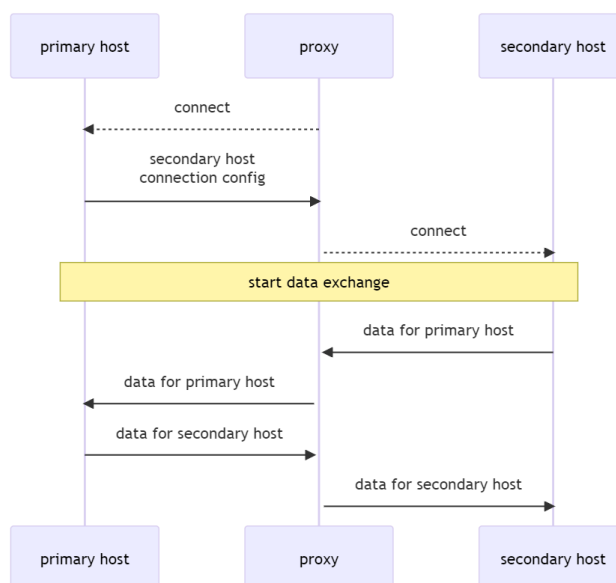 primary host
proxy
secondary host
connect
secondary host
connection config
connect
start data exchange
data for primary host
data for primary host
data for secondary host
data for secondary host
primary host
proxy
secondary host